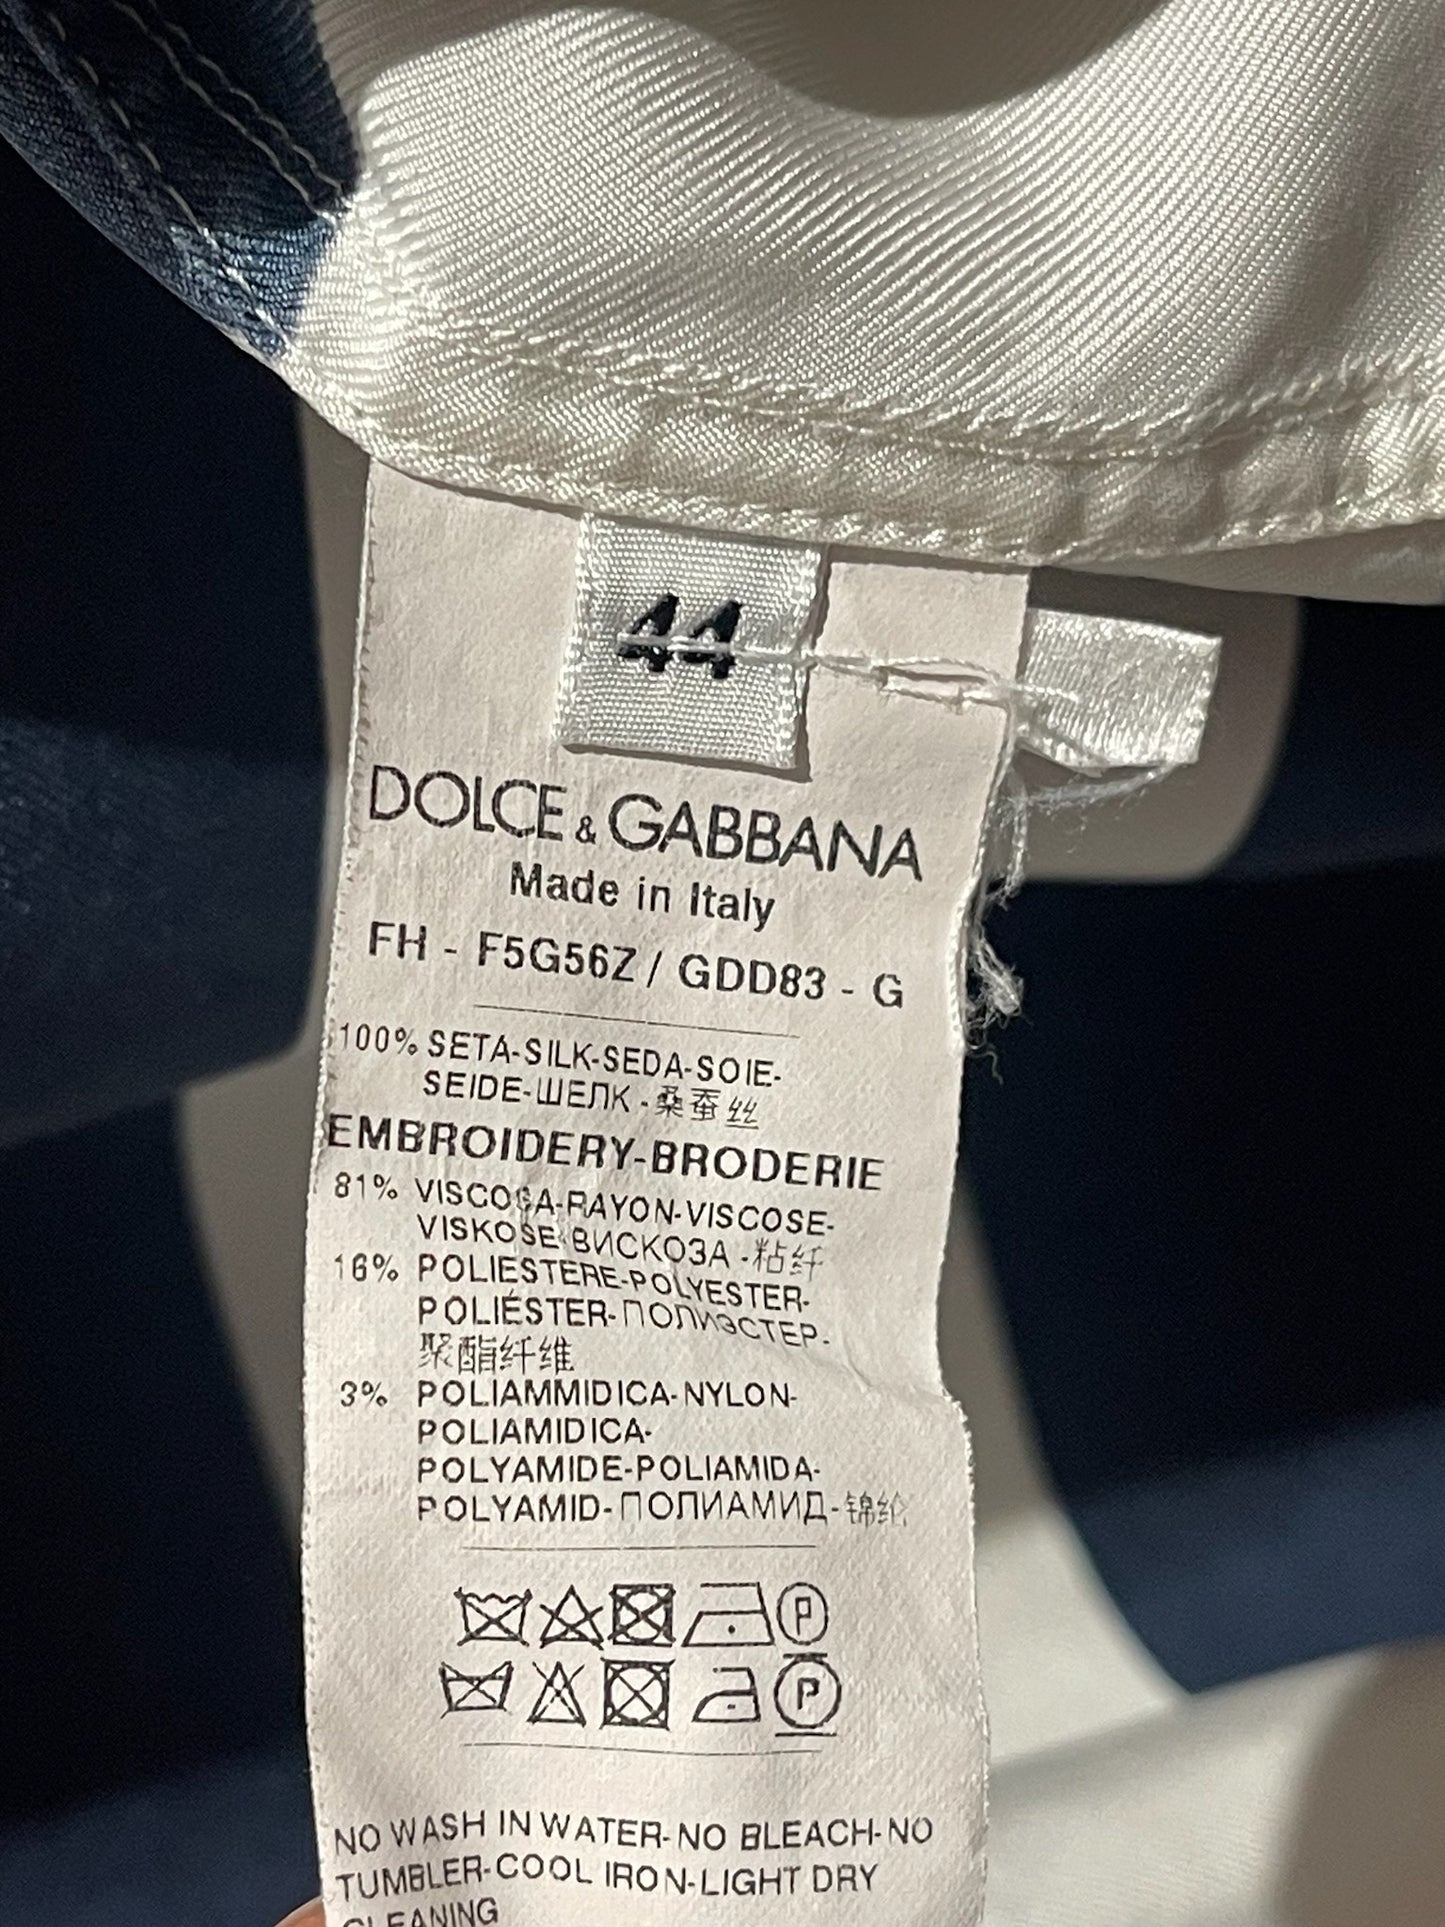 44
DOLCE & GABBANA
Made in Italy
FH - F5G56Z / GDD83 - G
100% SETA-SILK-SEDA-SOIE-
SEIDE-ШЕЛК-桑蚕丝
EMBROIDERY-BRODERIE
81% VISCOSA-RAYON-VISCOSE-
VISKOSE-ВИСКОЗА-粘纤
16% POLIESTERE-POLYESTER-
POLIÉSTER-ПОЛИЭСТЕР-
聚酯纤维
3% POLIAMMIDICA-NYLON-
POLIAMIDICA-
POLYAMIDE-POLIAMIDA-
POLYAMID-ПОЛИАМИД-锦纶
P
P
NO WASH IN WATER-NO BLEACH-NO
TUMBLER-COOL IRON-LIGHT DRY
CLEANING